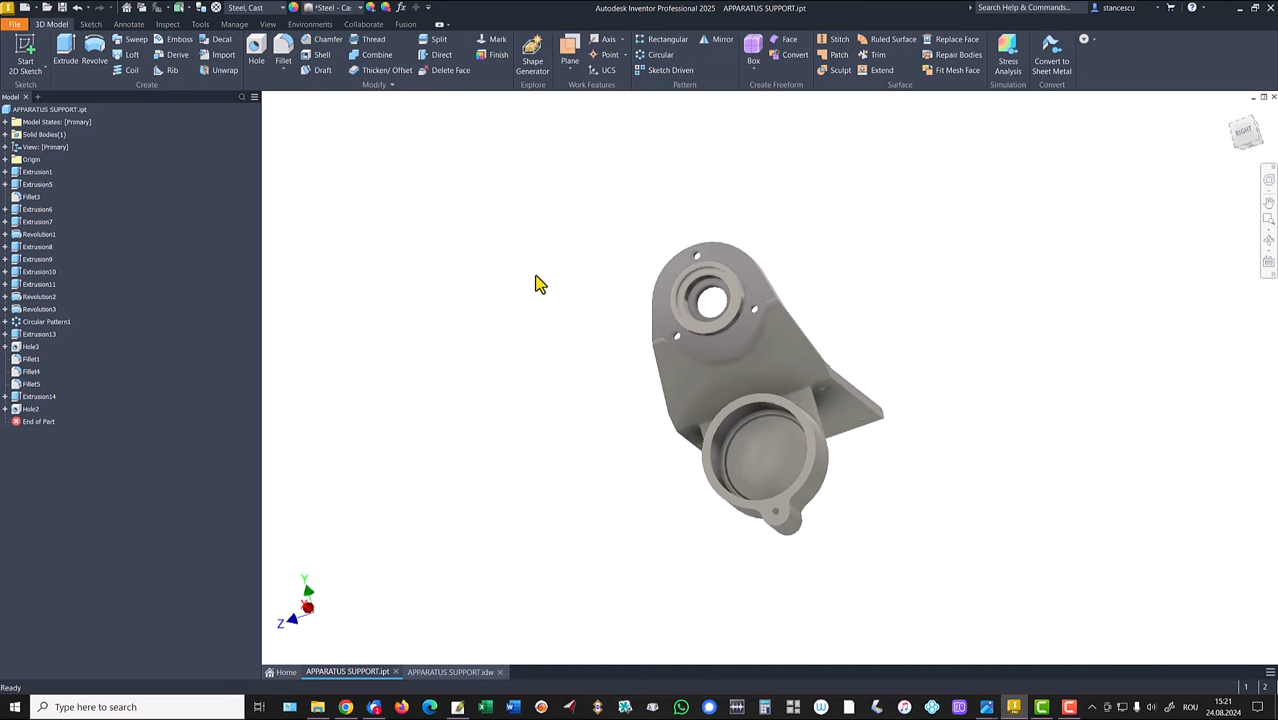 Steel, Cast
*Steel - Cas
Autodesk Inventor Professional 2025 APPARATUS SUPPORT.ipt
Search Help & Commands...
stancescu
File
3D Model
Sketch
Annotate
Inspect
Tools
Manage
View
Environments
Collaborate
Fusion
Start
2D Sketch
Extrude
Revolve
Sweep
Emboss
Decal
Loft
Derive
Import
Coil
Rib
Unwrap
Hole
Fillet
Chamfer
Thread
Split
Mark
Shell
Combine
Direct
Finish
Draft
Thicken/ Offset
Delete Face
Shape
Generator
Plane
Axis
Point
UCS
Rectangular
Mirror
Circular
Sketch Driven
Box
Face
Convert
Stitch
Ruled Surface
Replace Face
Patch
Trim
Repair Bodies
Sculpt
Extend
Fit Mesh Face
Stress
Analysis
Convert to
Sheet Metal
Sketch
Create
Modify
Explore
Work Features
Pattern
Create Freeform
Surface
Simulation
Convert
Model
APPARATUS SUPPORT.ipt
Model States: [Primary]
Solid Bodies(1)
View: [Primary]
Origin
Extrusion1
Extrusion5
Fillet3
Extrusion6
Extrusion7
Revolution1
Extrusion8
Extrusion9
Extrusion10
Extrusion11
Revolution2
Revolution3
Circular Pattern1
Extrusion13
Hole3
Fillet1
Fillet4
Fillet5
Extrusion14
Hole2
End of Part
RIGHT
Y
X
Z
Home
APPARATUS SUPPORT.ipt
APPARATUS SUPPORT.idw
Ready
1
2
Type here to search
ROU
15:21
24.08.2024